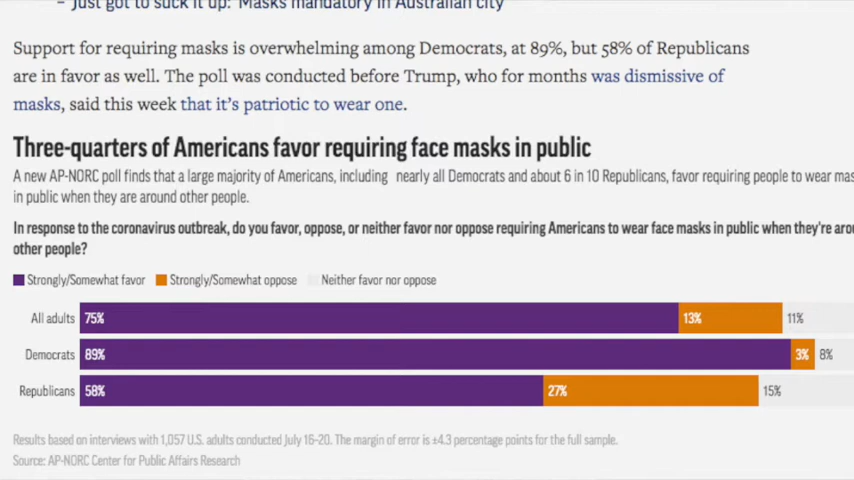 - 'Just got to suck it up:' Masks mandatory in Australian city
Support for requiring masks is overwhelming among Democrats, at 89%, but 58% of Republicans
are in favor as well. The poll was conducted before Trump, who for months was dismissive of
masks, said this week that it's patriotic to wear one.
Three-quarters of Americans favor requiring face masks in public
A new AP-NORC poll finds that a large majority of Americans, including nearly all Democrats and about 6 in 10 Republicans, favor requiring people to wear mas
in public when they are around other people.
In response to the coronavirus outbreak, do you favor, oppose, or neither favor nor oppose requiring Americans to wear face masks in public when they're arou
other people?
Strongly/Somewhat favor Strongly/Somewhat oppose Neither favor nor oppose
All adults 75% 13% 11%
Democrats 89% 3% 8%
Republicans 58% 27% 15%
Results based on interviews with 1,057 U.S. adults conducted July 16-20. The margin of error is ±4.3 percentage points for the full sample.
Source: AP-NORC Center for Public Affairs Research